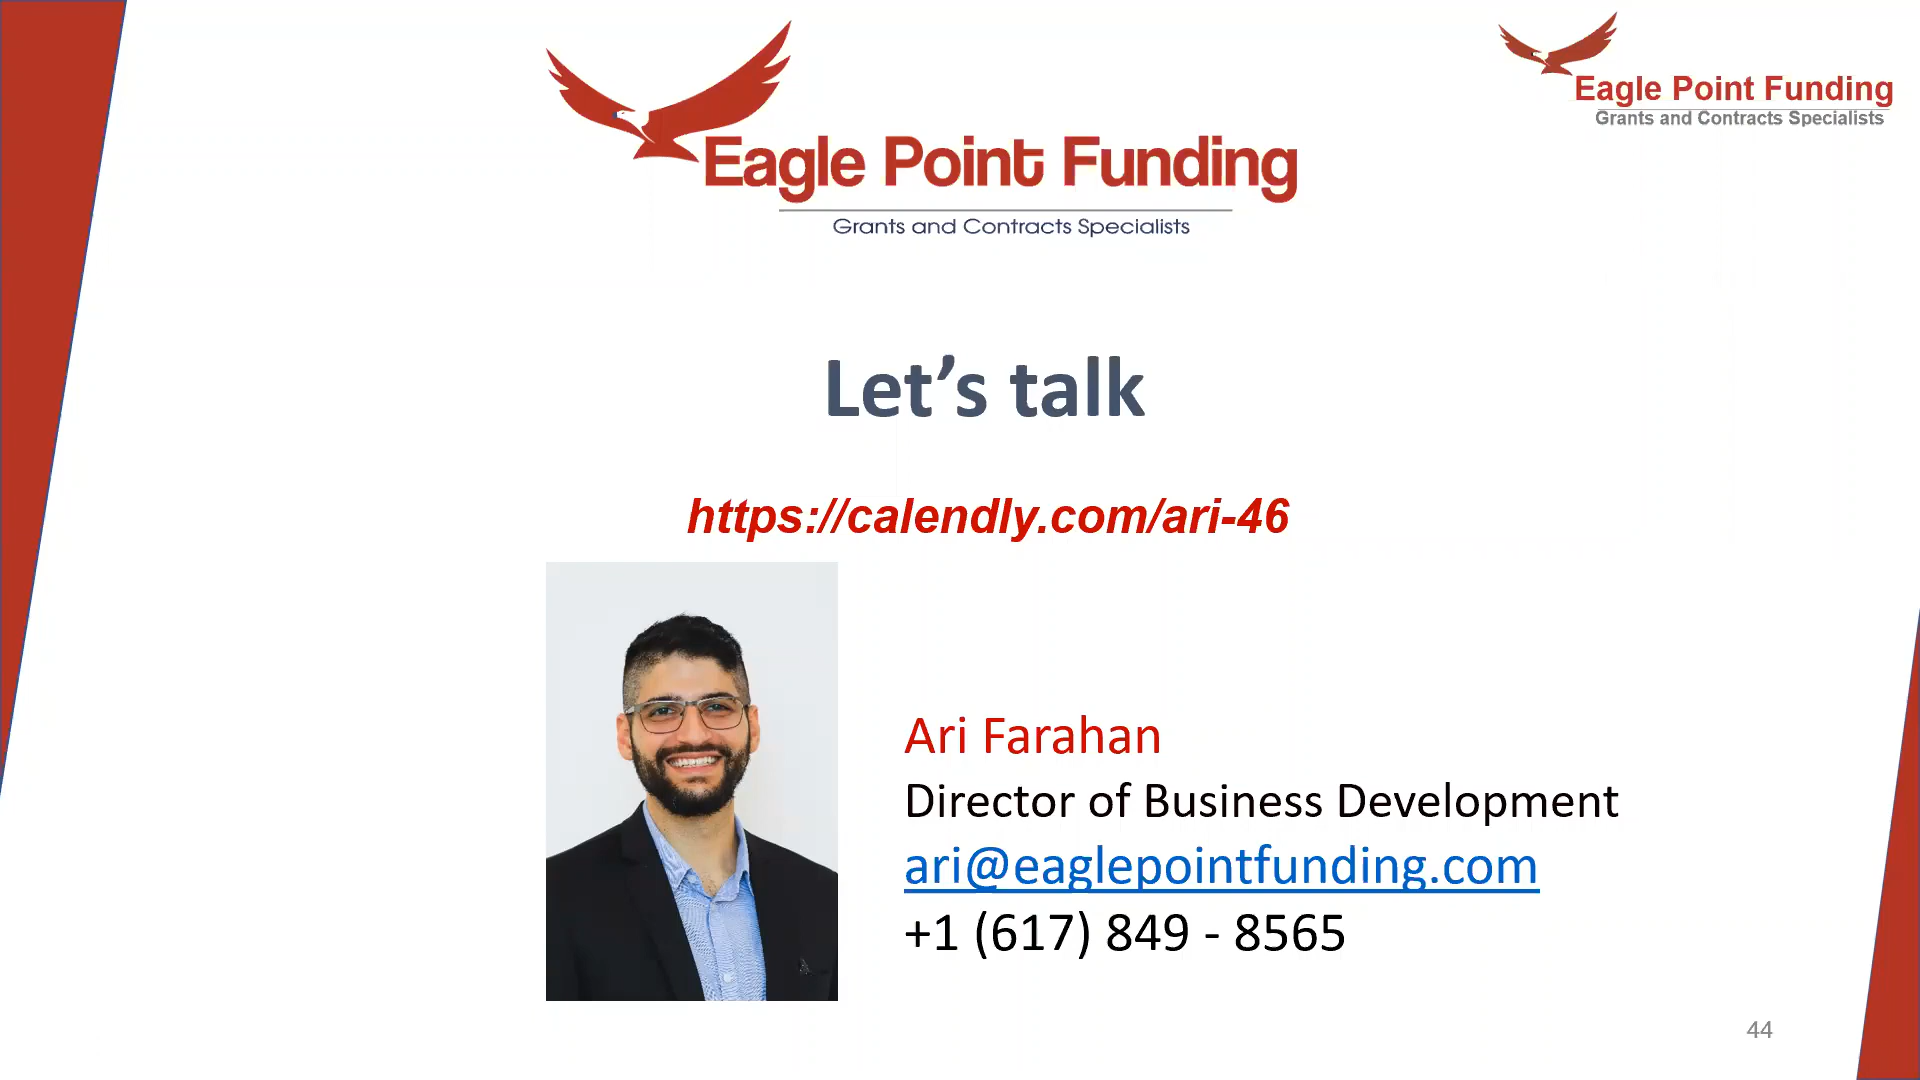 Eagle Point Funding
Grants and Contracts Specialists
Eagle Point Funding
Grants and Contracts Specialists
Let’s talk
https://calendly.com/ari-46
Ari Farahan
Director of Business Development
ari@eaglepointfunding.com
+1 (617) 849 - 8565
44